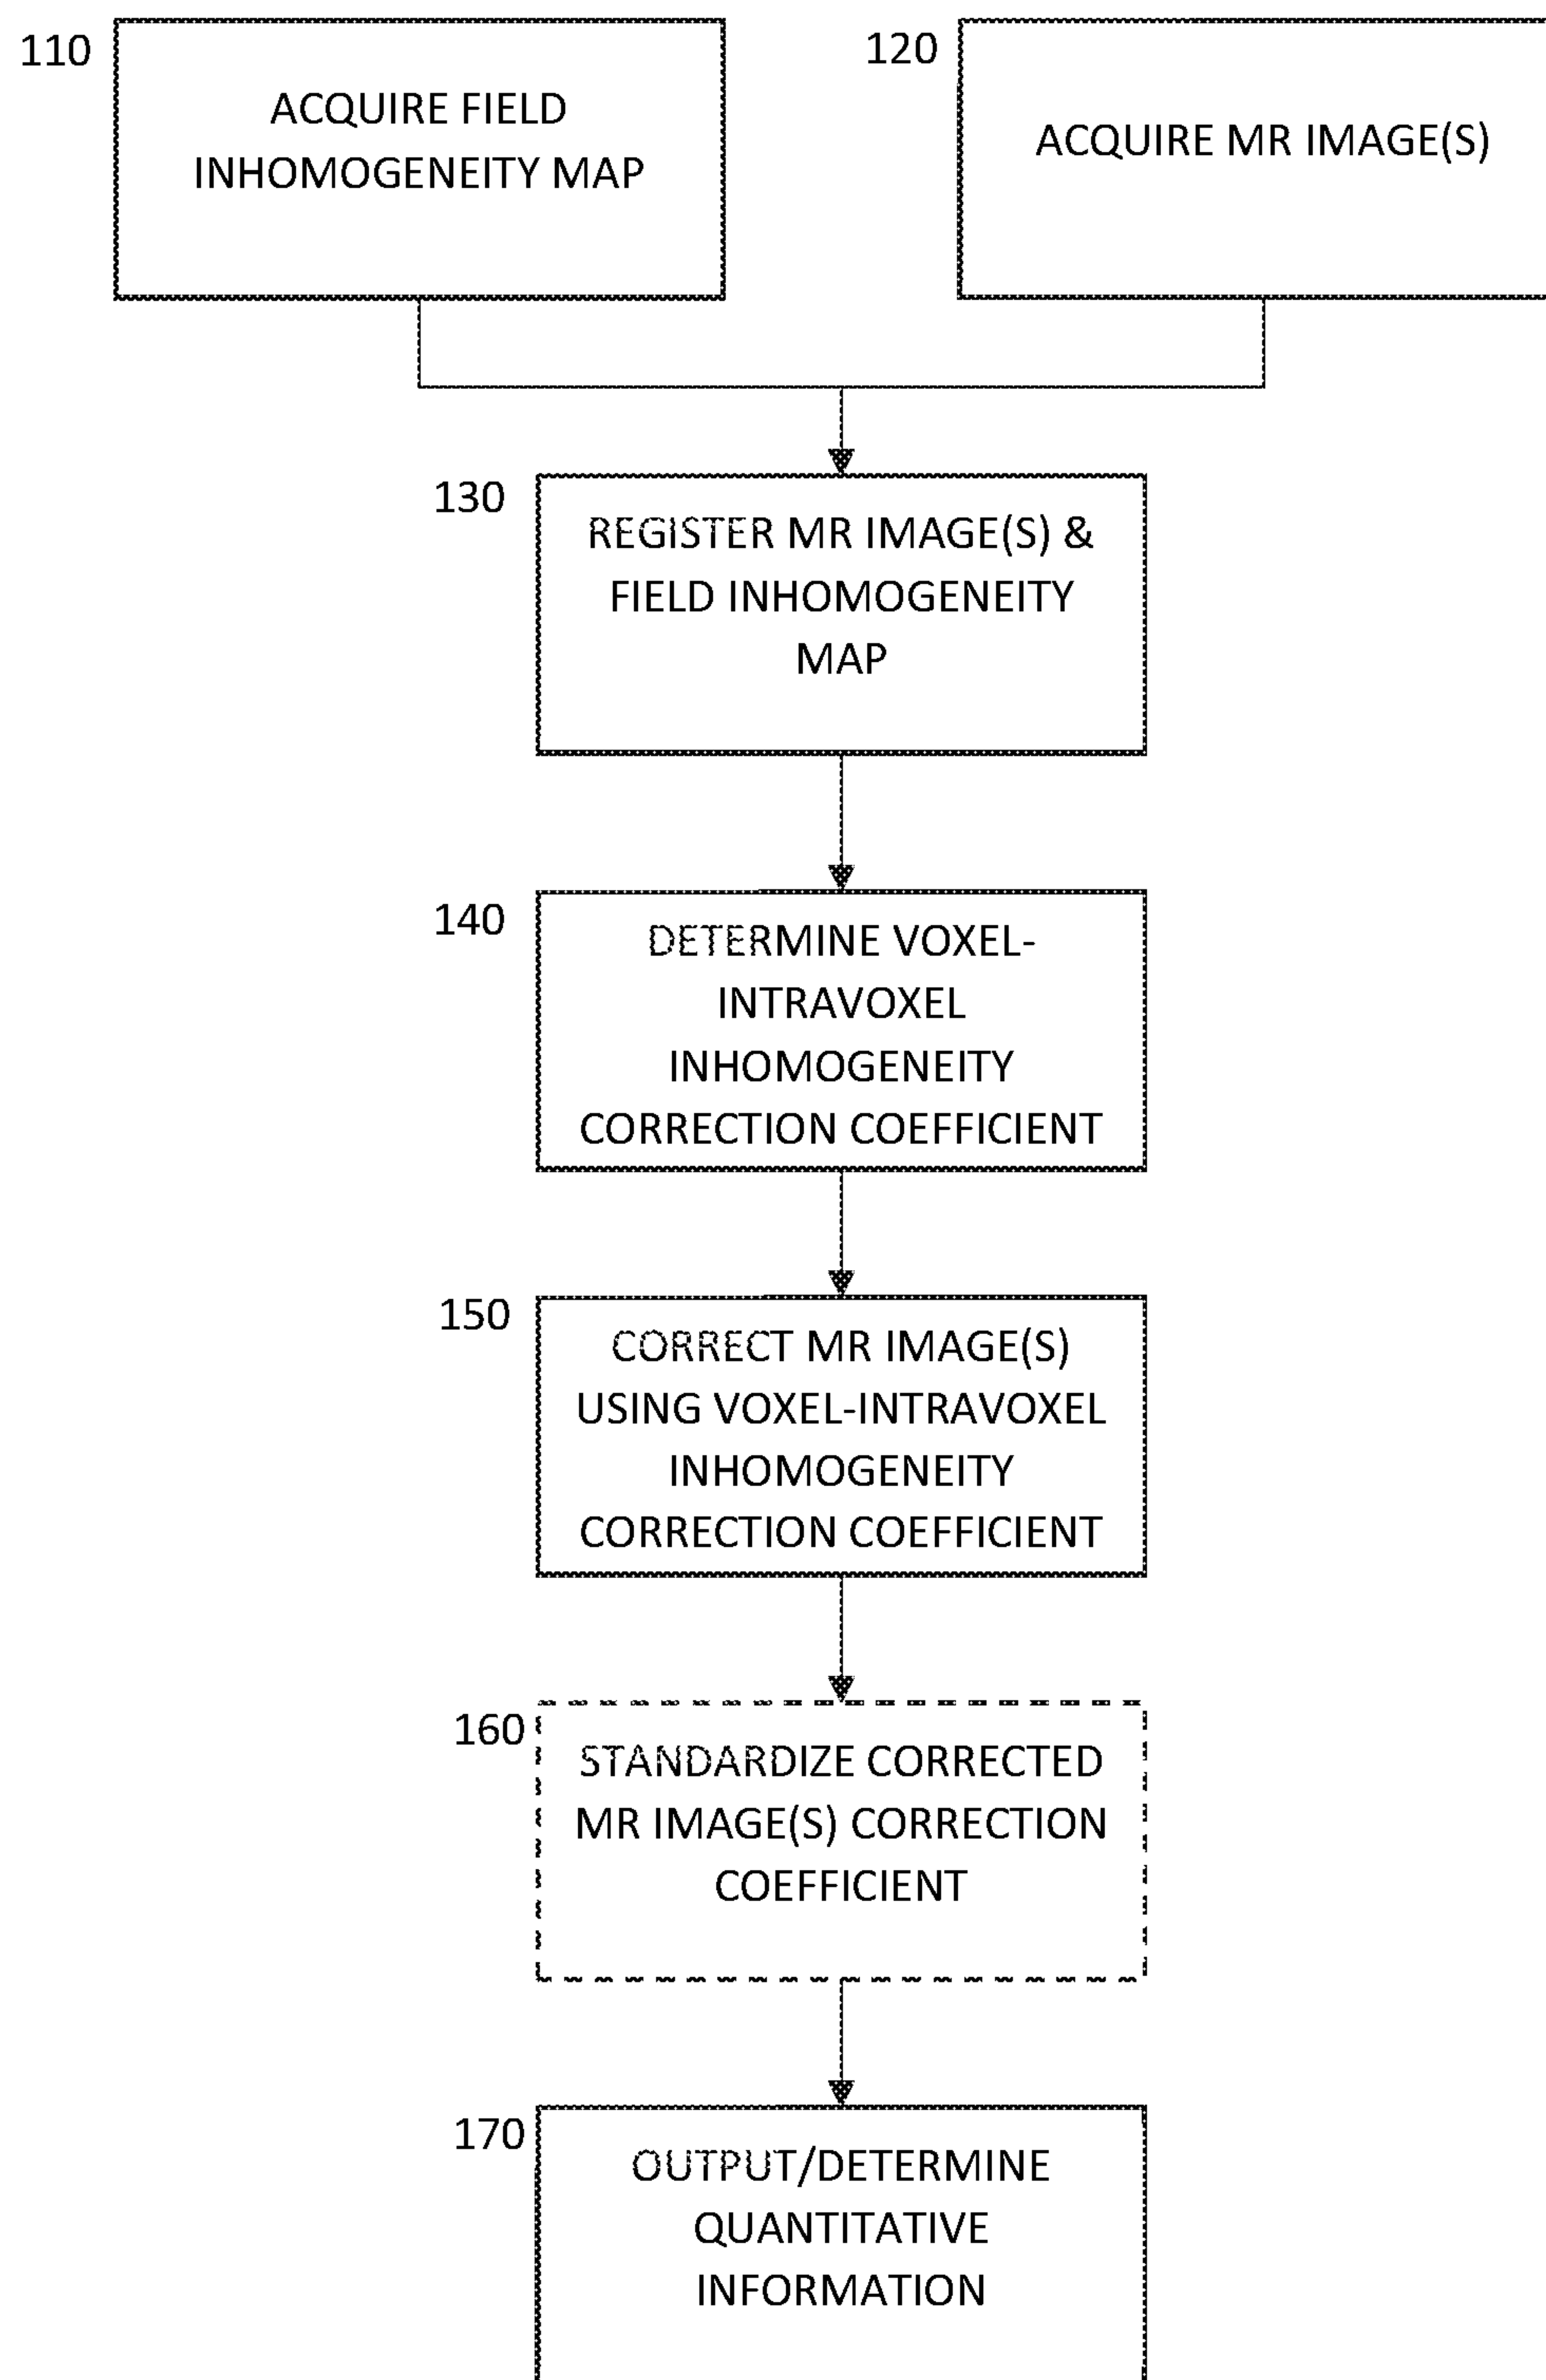 110
ACQUIRE FIELD
INHOMOGENEITY MAP
120
ACQUIRE MR IMAGE(S)
130
REGISTER MR IMAGE(S) &
FIELD INHOMOGENEITY
MAP
140
DETERMINE VOXEL-
INTRAVOXEL
INHOMOGENEITY
CORRECTION COEFFICIENT
150
CORRECT MR IMAGE(S)
USING VOXEL-INTRAVOXEL
INHOMOGENEITY
CORRECTION COEFFICIENT
160
STANDARDIZE CORRECTED
MR IMAGE(S) CORRECTION
COEFFICIENT
170
OUTPUT/DETERMINE
QUANTITATIVE
INFORMATION